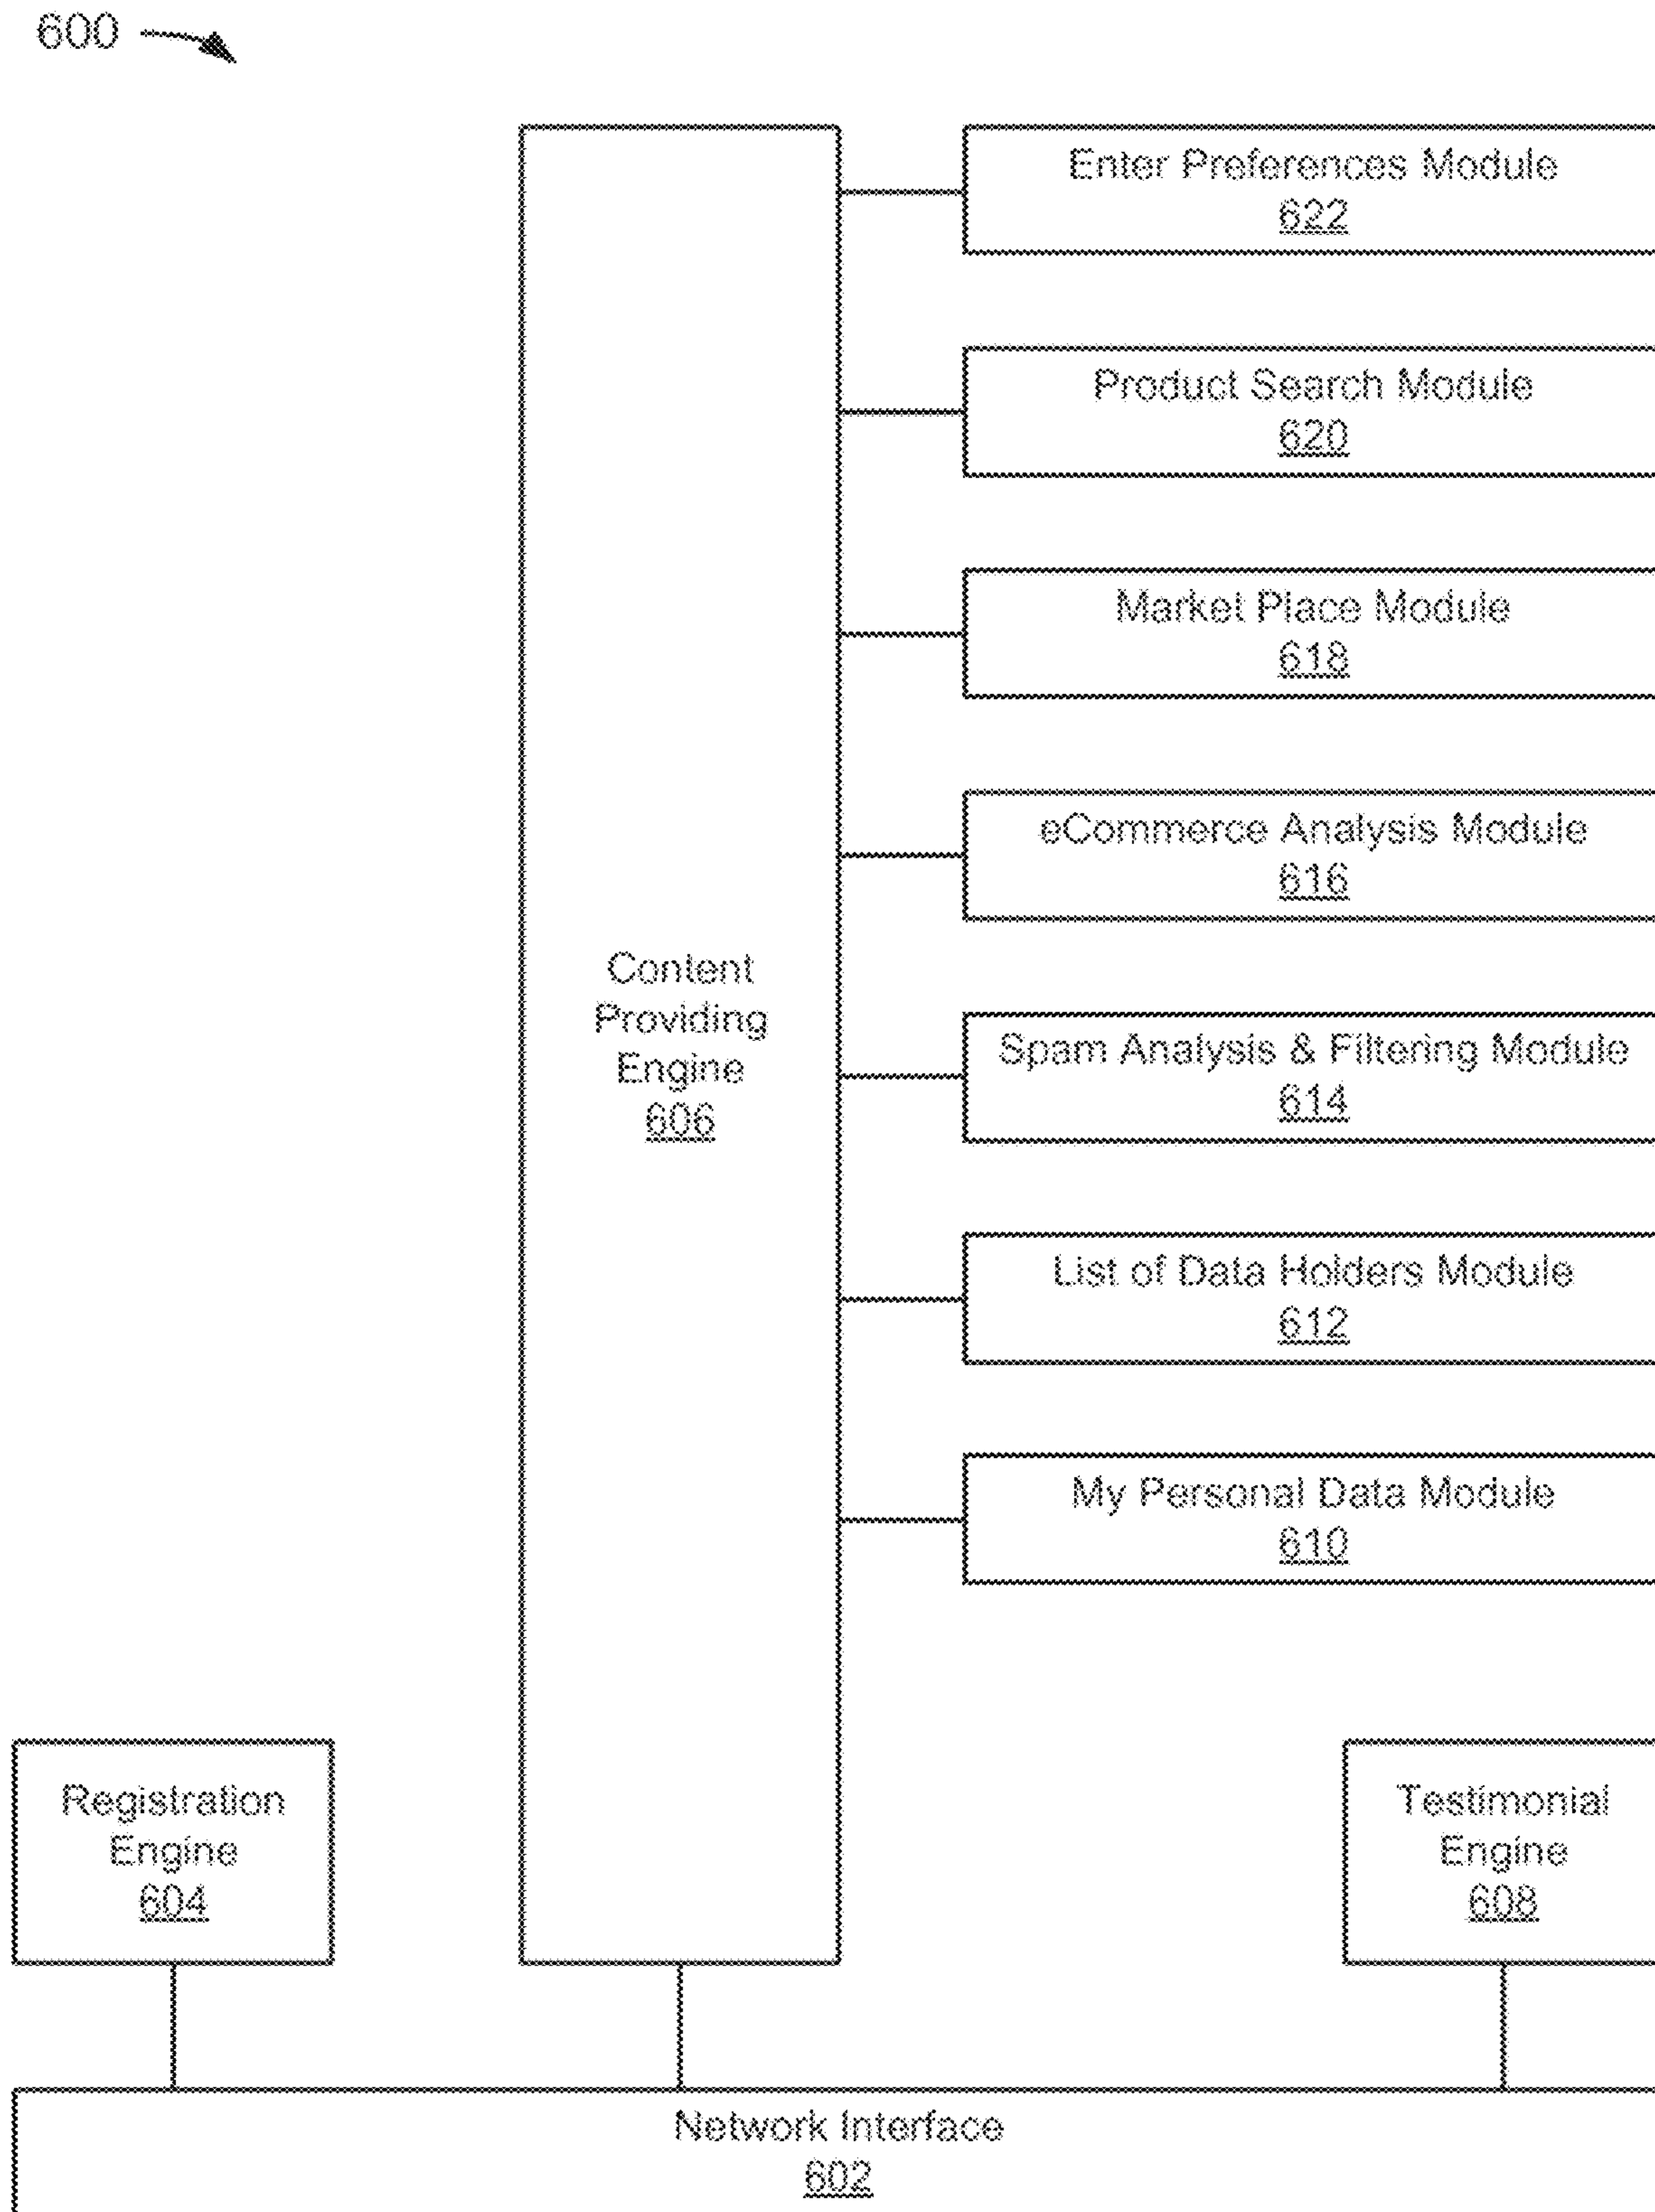 600
Enter Preferences Module
622
Product Search Module
620
Market Place Module
618
eCommerce Analysis Module
616
Content
Providing
Engine
606
Spam Analysis & Filtering Module
614
List of Data Holders Module
612
My Personal Data Module
610
Registration
Engine
604
Testimonial
Engine
608
Network Interface
602